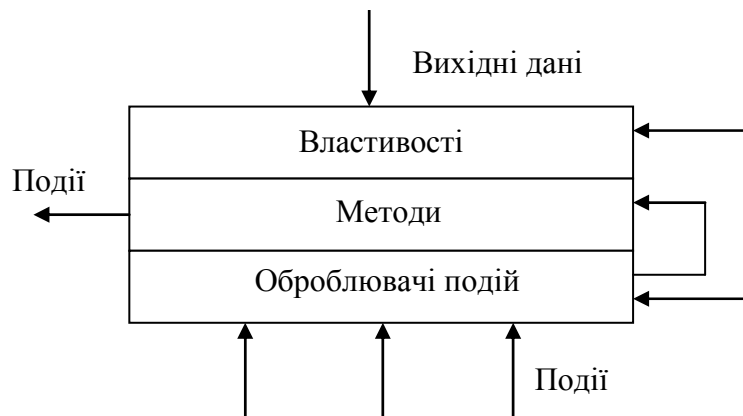 Вихідні дані
Властивості
Події
Методи
Оброблювачі подій
Події